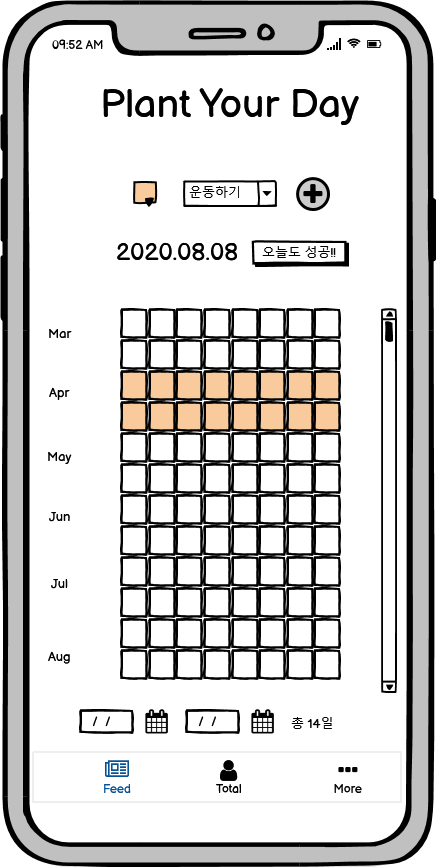 09:52 AM
Plant Your Day
운동하기
2020.08.08 오늘도 성공!!
Mar
Apr
May
Jun
Jul
Aug
/ / / / 총 14일
Feed Total More